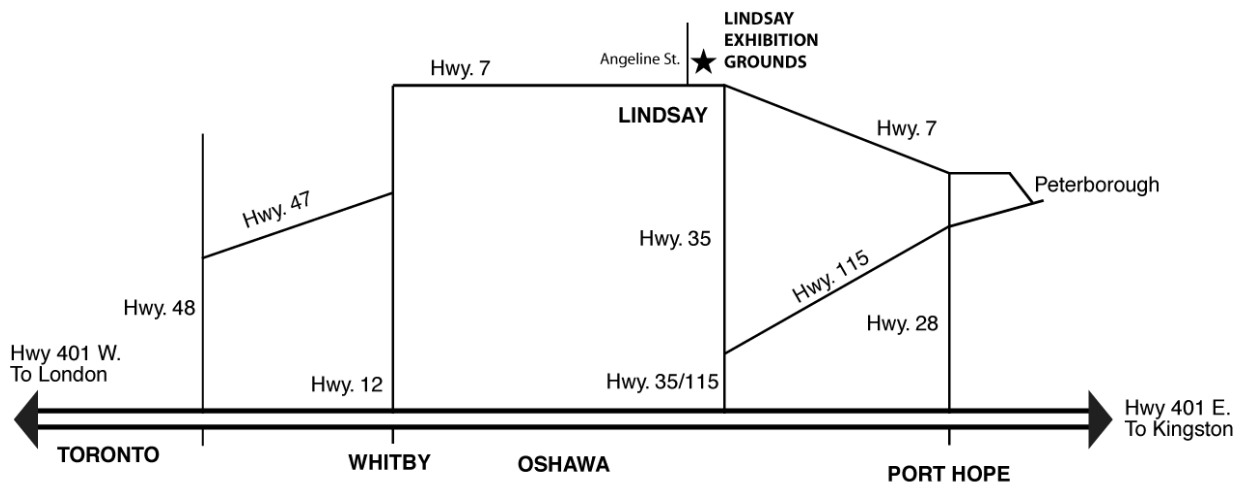 LINDSAY
EXHIBITION
GROUNDS
Angeline St.
Hwy. 7
LINDSAY
Hwy. 7
Peterborough
Hwy. 47
Hwy. 35
Hwy. 115
Hwy. 48
Hwy. 28
Hwy 401 W.
To London
Hwy. 12
Hwy. 35/115
Hwy 401 E.
To Kingston
TORONTO
WHITBY
OSHAWA
PORT HOPE